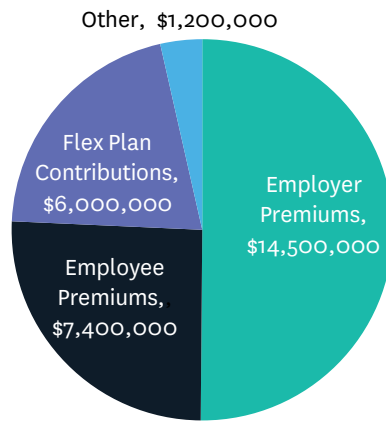 Other, $1,200,000
Flex Plan
Contributions,
$6,000,000
Employer
Premiums,
$14,500,000
Employee
Premiums,
$7,400,000